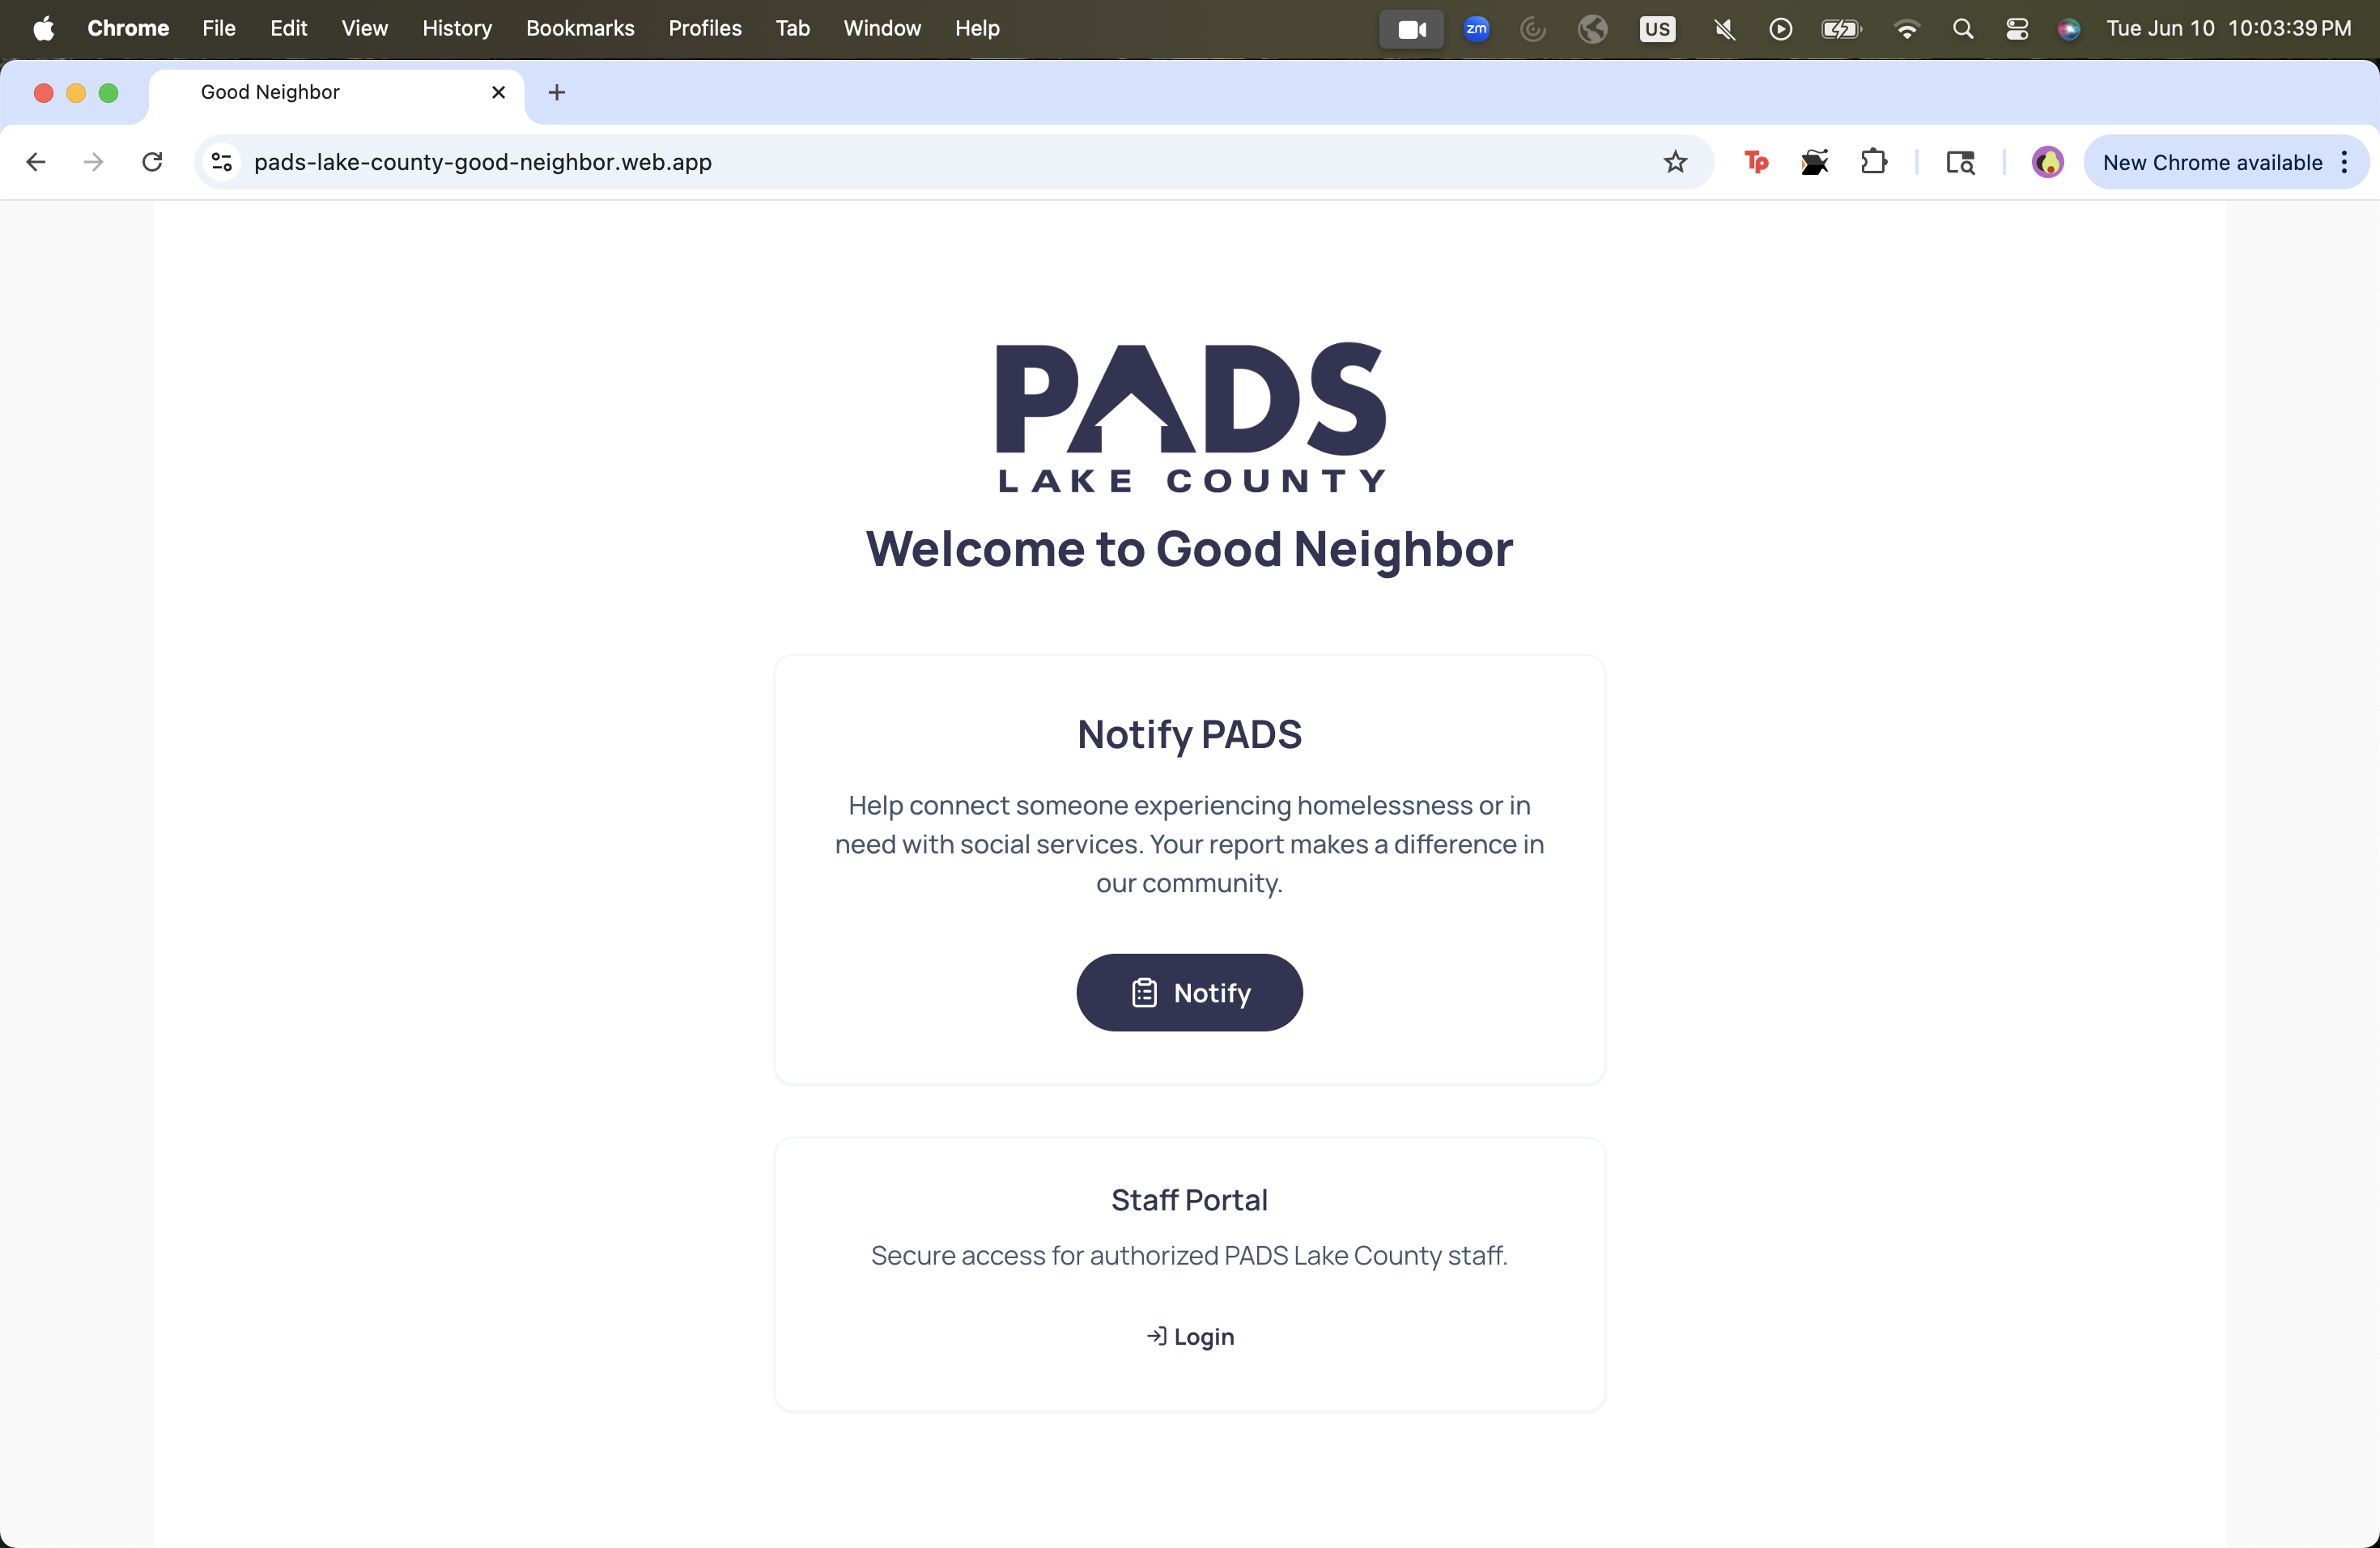 Chrome File Edit View History Bookmarks Profiles Tab Window Help zm US Tue Jun 10 10:03:39 PM
Good Neighbor
pads-lake-county-good-neighbor.web.app Tp New Chrome available
PADS
LAKE COUNTY
Welcome to Good Neighbor
Notify PADS
Help connect someone experiencing homelessness or in
need with social services. Your report makes a difference in
our community.
Notify
Staff Portal
Secure access for authorized PADS Lake County staff.
Login